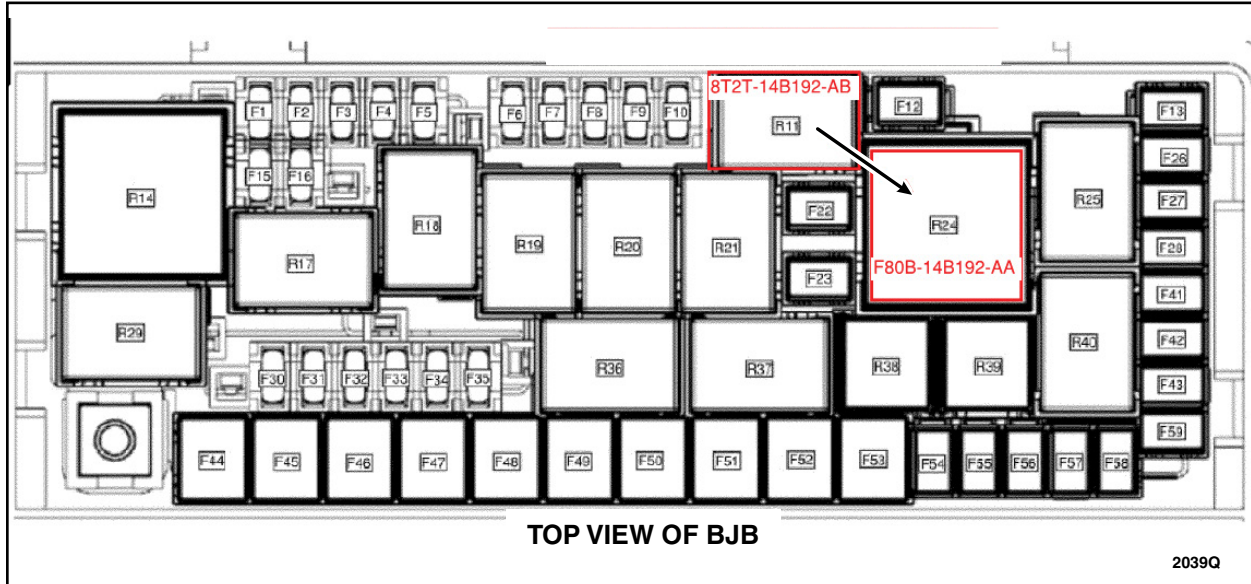 F1 F2 F3 F4 F5 F6 F7 F8 F9 F10 8T2T-14B192-AB
R11
F12 F13
F15 F16
F26
R14 R18 R19 R20 R21 F22 R24 R25 F27
F28
R17 F23 F80B-14B192-AA
F41
R29 R36 R37 R38 R39 R40 F42
F30 F31 F32 F33 F34 F35 F43
F59
F44 F45 F46 F47 F48 F49 F50 F51 F52 F53 F54 F55 F56 F57 F58
TOP VIEW OF BJB
2039Q